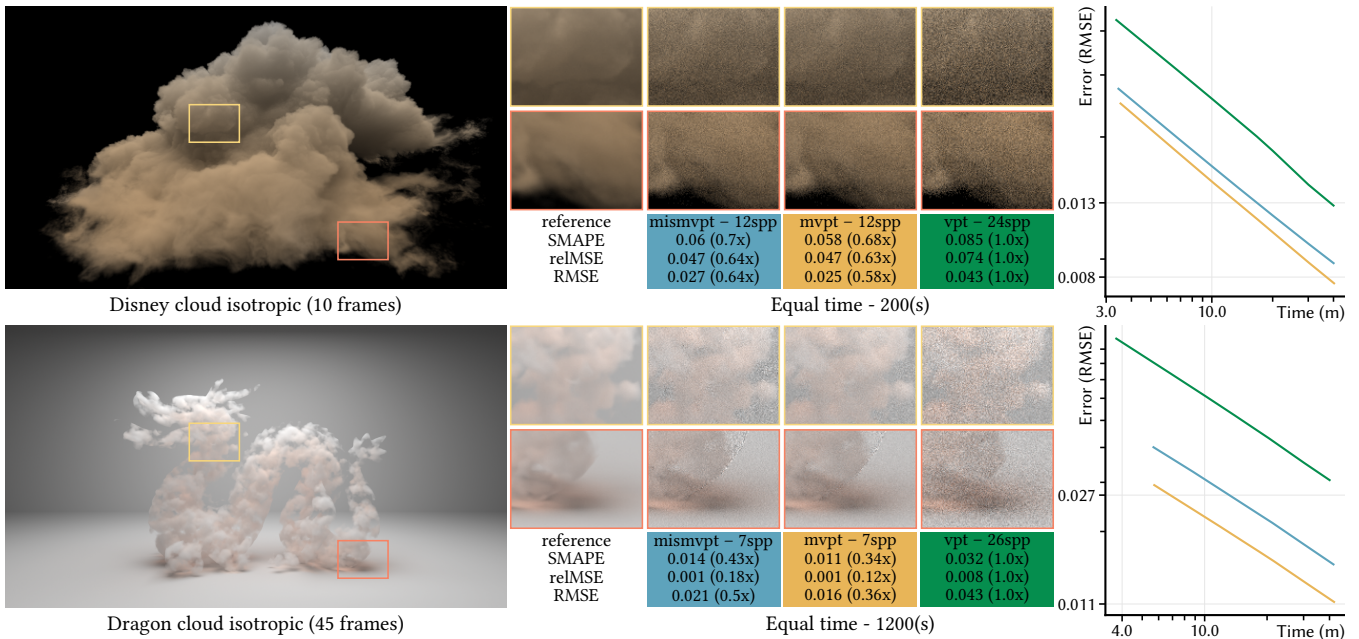 reference
mismvpt – 12spp
mvpt – 12spp
vpt – 24spp
SMAPE
0.06 (0.7x)
0.058 (0.68x)
0.085 (1.0x)
relMSE
0.047 (0.64x)
0.047 (0.63x)
0.074 (1.0x)
RMSE
0.027 (0.64x)
0.025 (0.58x)
0.043 (1.0x)
Disney cloud isotropic (10 frames)
Equal time - 200(s)
Error (RMSE)
0.013
0.008
3.0
10.0
Time (m)
reference
mismvpt – 7spp
mvpt – 7spp
vpt – 26spp
SMAPE
0.014 (0.43x)
0.011 (0.34x)
0.032 (1.0x)
relMSE
0.001 (0.18x)
0.001 (0.12x)
0.008 (1.0x)
RMSE
0.021 (0.5x)
0.016 (0.36x)
0.043 (1.0x)
Dragon cloud isotropic (45 frames)
Equal time - 1200(s)
Error (RMSE)
0.027
0.011
4.0
10.0
Time (m)